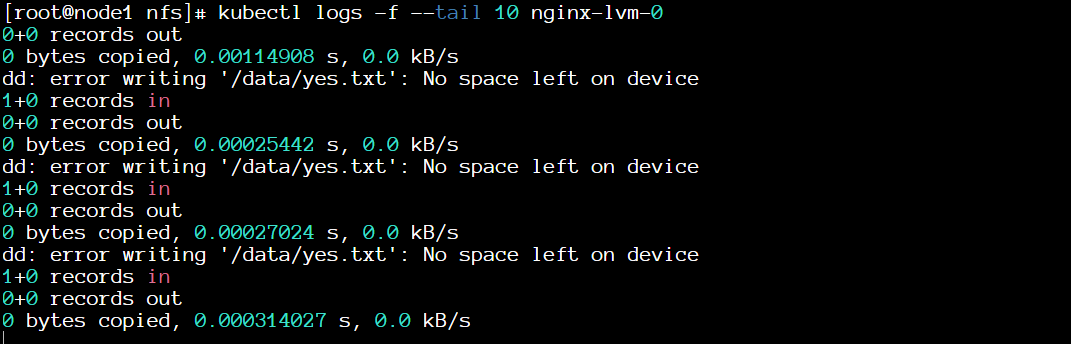 [root@node1 nfs]# kubectl logs -f --tail 10 nginx-lvm-0
0+0 records out
0 bytes copied, 0.00114908 s, 0.0 kB/s
dd: error writing '/data/yes.txt': No space left on device
1+0 records in
0+0 records out
0 bytes copied, 0.00025442 s, 0.0 kB/s
dd: error writing '/data/yes.txt': No space left on device
1+0 records in
0+0 records out
0 bytes copied, 0.00027024 s, 0.0 kB/s
dd: error writing '/data/yes.txt': No space left on device
1+0 records in
0+0 records out
0 bytes copied, 0.000314027 s, 0.0 kB/s